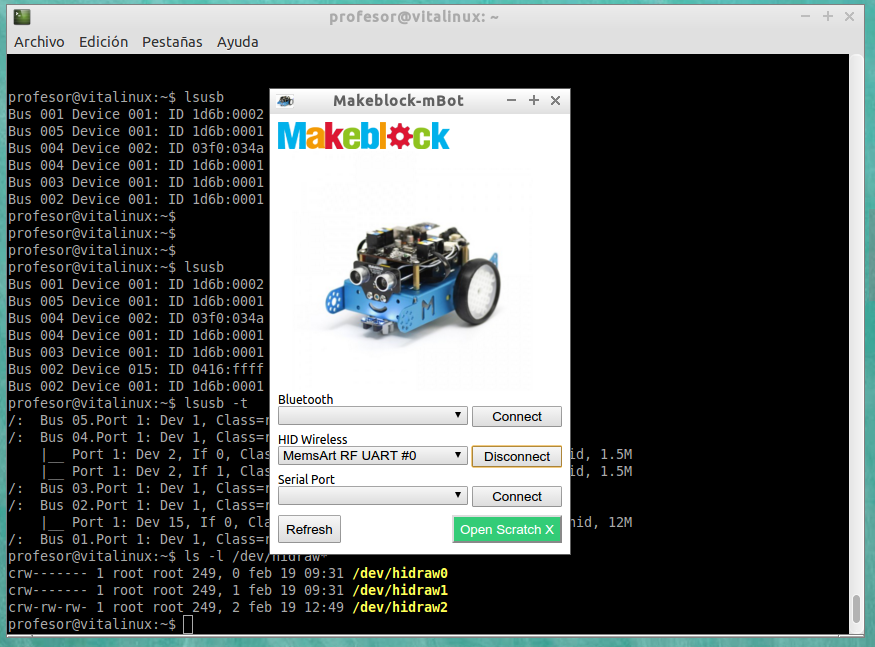 profesor@vitalinux: ~
Archivo Edición Pestañas Ayuda
profesor@vitalinux:~$ lsusb
Bus 001 Device 001: ID 1d6b:0002
Bus 005 Device 001: ID 1d6b:0001
Bus 004 Device 002: ID 03f0:034a
Bus 004 Device 001: ID 1d6b:0001
Bus 003 Device 001: ID 1d6b:0001
Bus 002 Device 001: ID 1d6b:0001
profesor@vitalinux:~$
profesor@vitalinux:~$
profesor@vitalinux:~$
profesor@vitalinux:~$ lsusb
Bus 001 Device 001: ID 1d6b:0002
Bus 005 Device 001: ID 1d6b:0001
Bus 004 Device 002: ID 03f0:034a
Bus 004 Device 001: ID 1d6b:0001
Bus 003 Device 001: ID 1d6b:0001
Bus 002 Device 015: ID 0416:ffff
Bus 002 Device 001: ID 1d6b:0001
profesor@vitalinux:~$ lsusb -t
/:  Bus 05.Port 1: Dev 1, Class=r
/:  Bus 04.Port 1: Dev 1, Class=r
    |__ Port 1: Dev 2, If 0, Clas id, 1.5M
    |__ Port 1: Dev 2, If 1, Clas id, 1.5M
/:  Bus 03.Port 1: Dev 1, Class=r
/:  Bus 02.Port 1: Dev 1, Class=r
    |__ Port 1: Dev 15, If 0, Cla hid, 12M
/:  Bus 01.Port 1: Dev 1, Class=r
profesor@vitalinux:~$ ls -l /dev/hidraw*
crw------- 1 root root 249, 0 feb 19 09:31 /dev/hidraw0
crw------- 1 root root 249, 1 feb 19 09:31 /dev/hidraw1
crw-rw-rw- 1 root root 249, 2 feb 19 12:49 /dev/hidraw2
profesor@vitalinux:~$
Makeblock-mBot
Makeblock
M
Bluetooth
Connect
HID Wireless
MemsArt RF UART #0 Disconnect
Serial Port
Connect
Refresh Open Scratch X